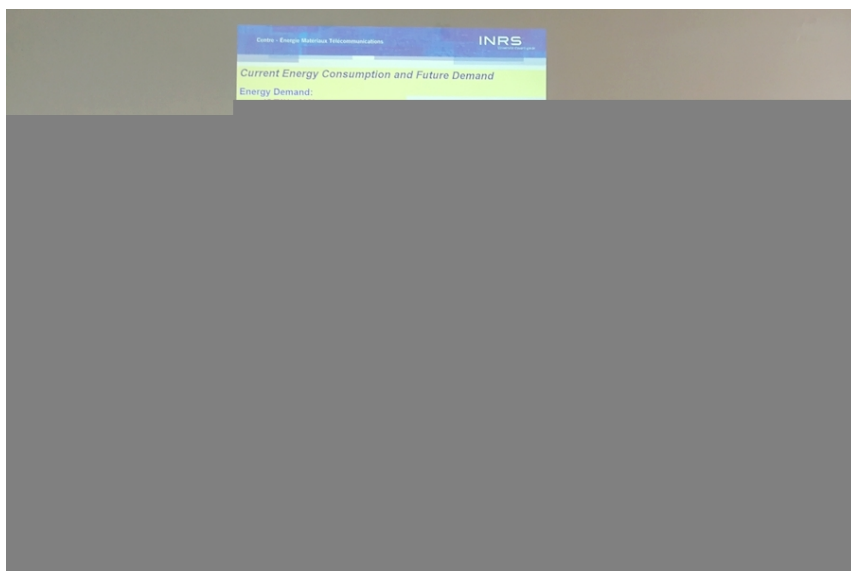 Centre - Énergie Matériaux Télécommunications
INRS
Current Energy Consumption and Future Demand
Energy Demand: